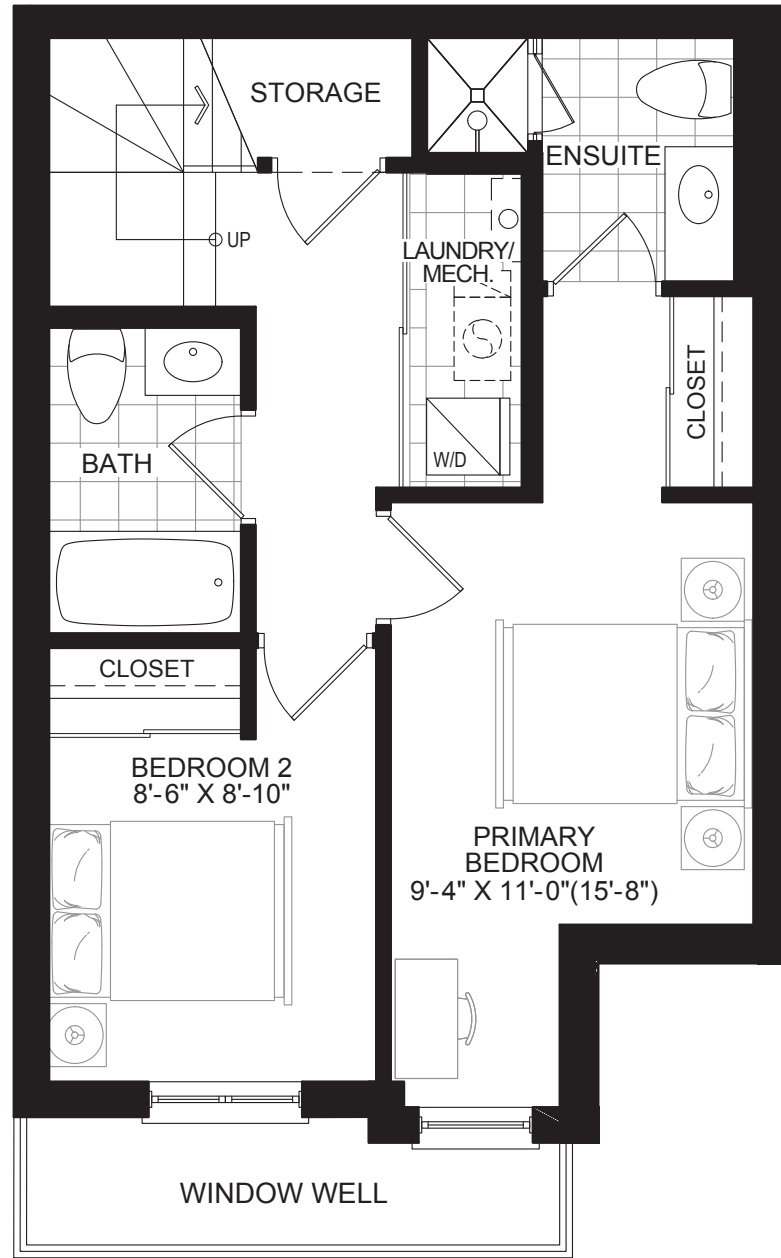 STORAGE
ENSUITE
UP
LAUNDRY/
MECH.
CLOSET
BATH
W/D
CLOSET
BEDROOM 2
8'-6" X 8'-10"
PRIMARY
BEDROOM
9'-4" X 11'-0"(15'-8")
WINDOW WELL